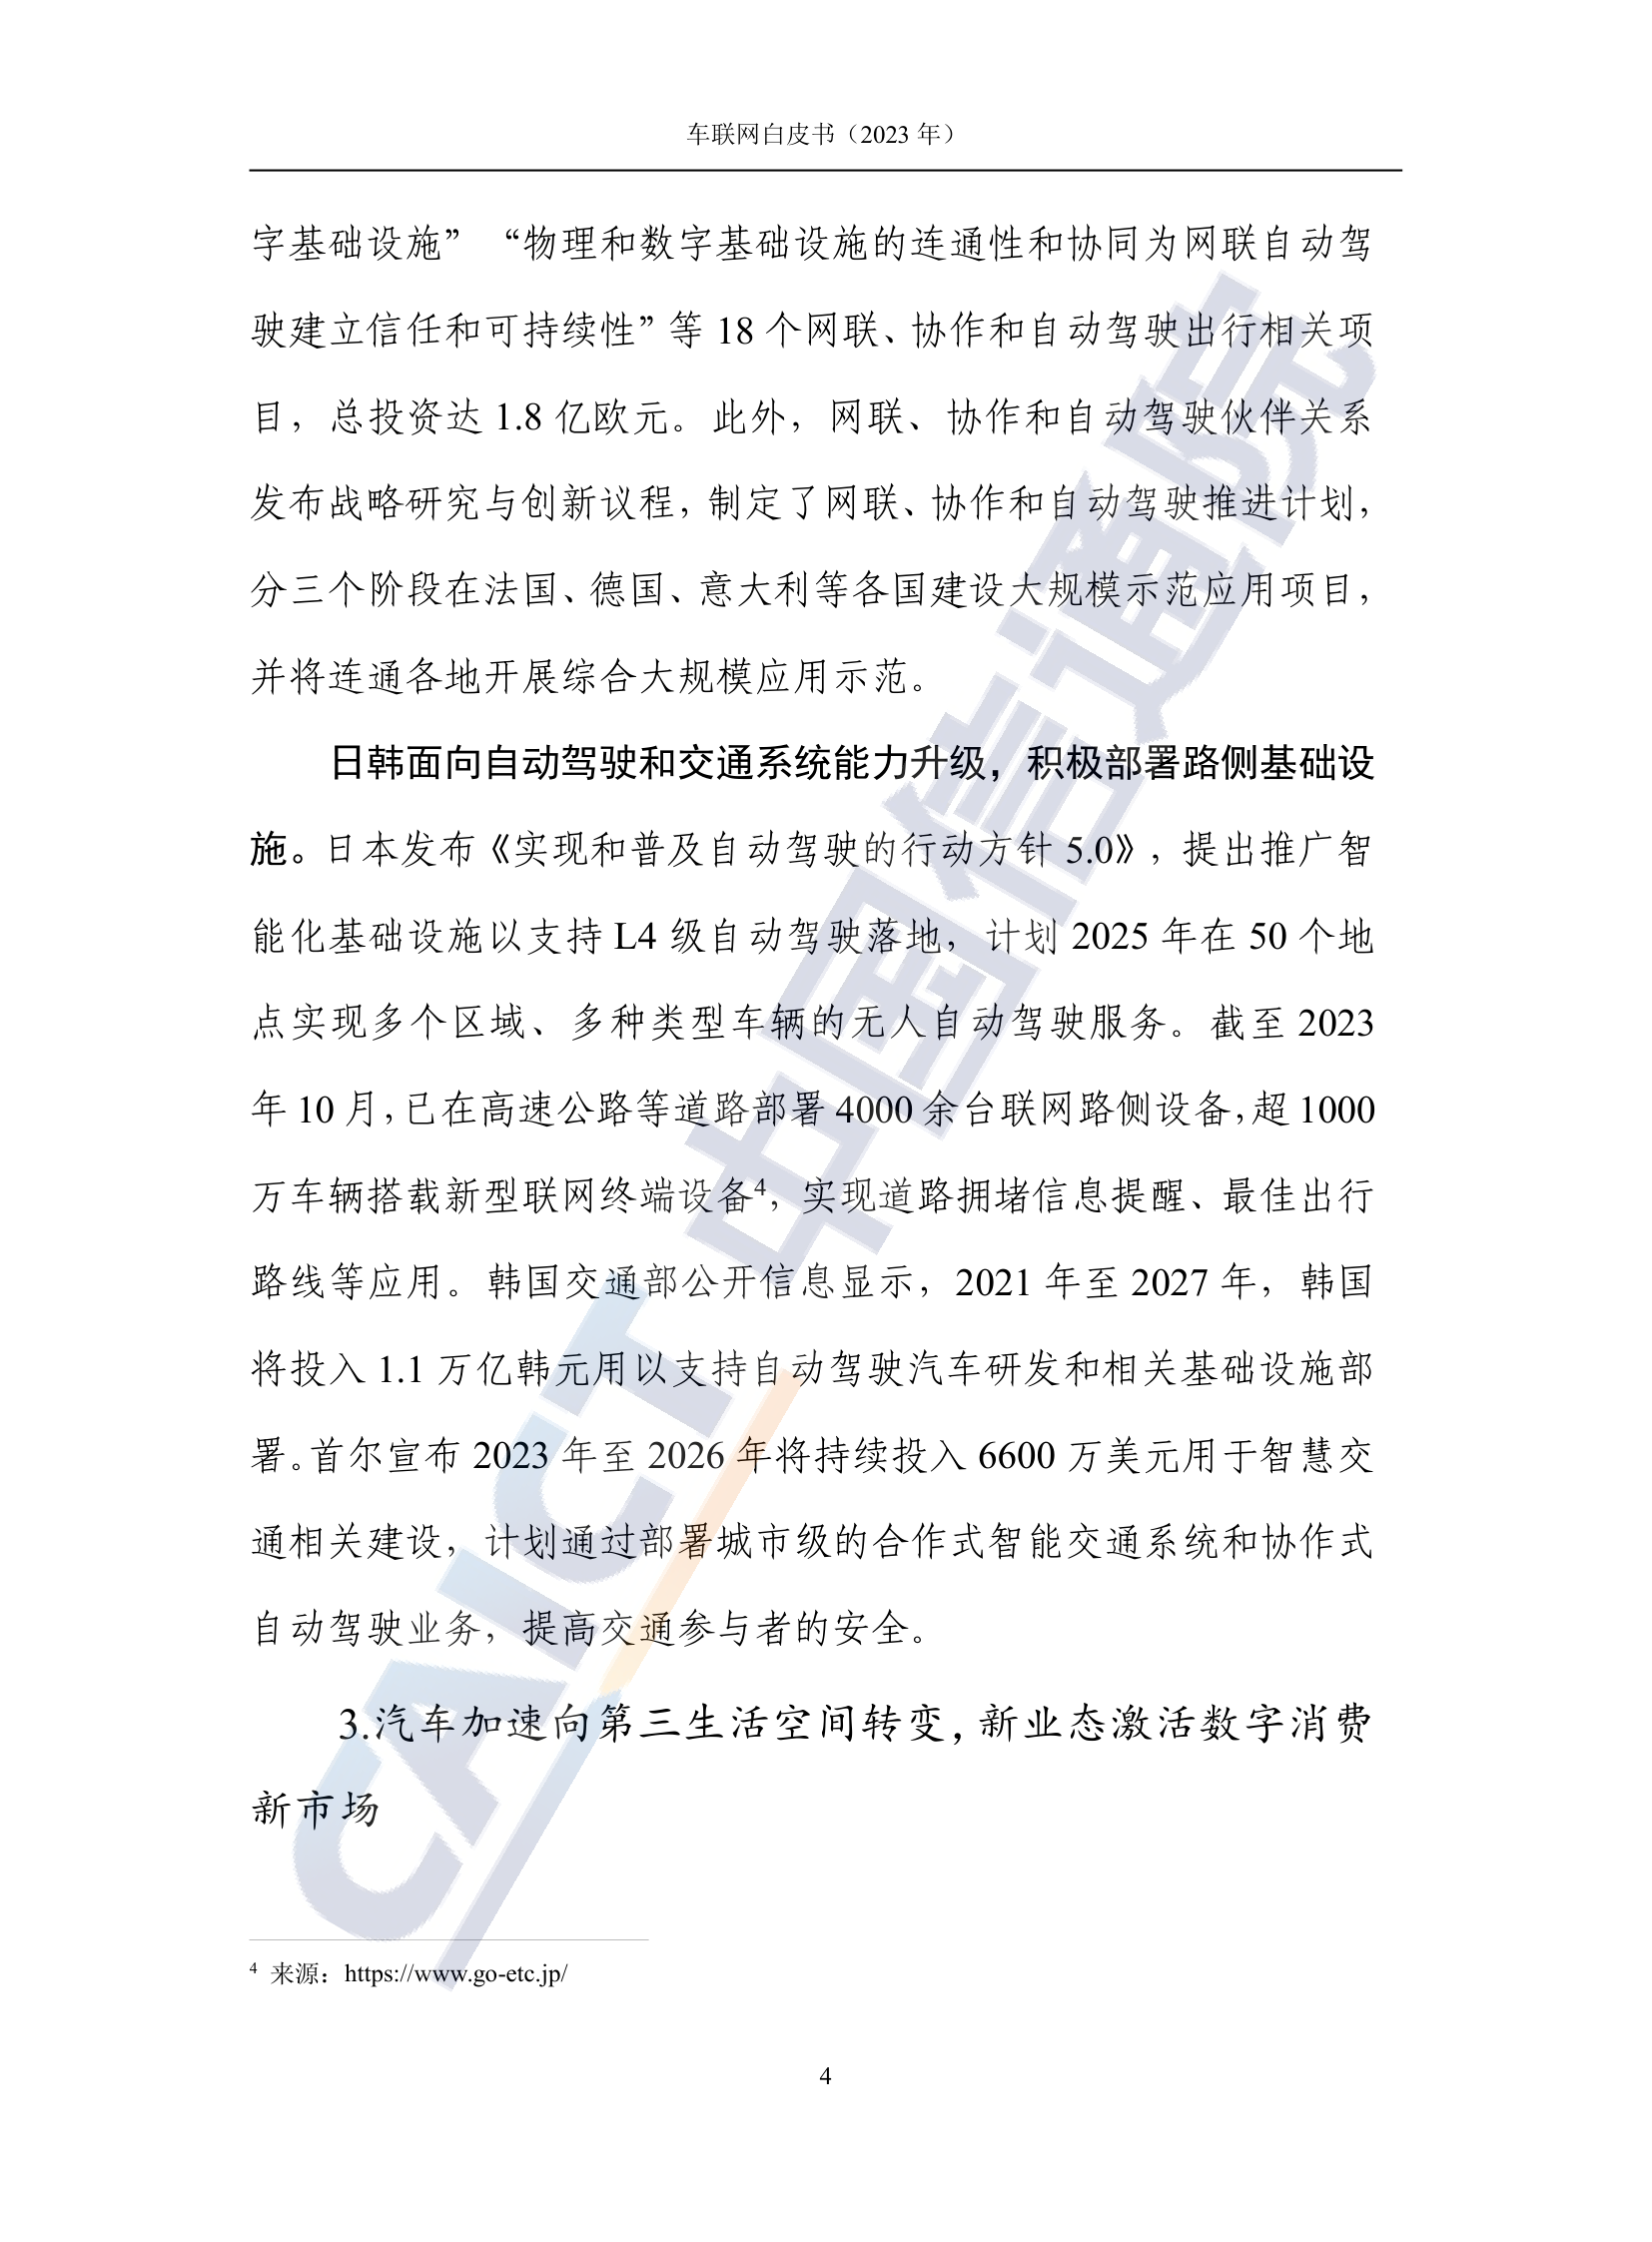 车联网白皮书（2023 年）
字基础设施” “物理和数字基础设施的连通性和协同为网联自动驾
驶建立信任和可持续性”等 18 个网联、协作和自动驾驶出行相关项
目，总投资达 1.8 亿欧元。此外，网联、协作和自动驾驶伙伴关系
发布战略研究与创新议程，制定了网联、协作和自动驾驶推进计划，
分三个阶段在法国、德国、意大利等各国建设大规模示范应用项目，
并将连通各地开展综合大规模应用示范。
日韩面向自动驾驶和交通系统能力升级，积极部署路侧基础设
施。日本发布《实现和普及自动驾驶的行动方针 5.0》，提出推广智
能化基础设施以支持 L4 级自动驾驶落地，计划 2025 年在 50 个地
点实现多个区域、多种类型车辆的无人自动驾驶服务。截至 2023
年 10 月，已在高速公路等道路部署 4000 余台联网路侧设备，超 1000
万车辆搭载新型联网终端设备4，实现道路拥堵信息提醒、最佳出行
路线等应用。韩国交通部公开信息显示，2021 年至 2027 年，韩国
将投入 1.1 万亿韩元用以支持自动驾驶汽车研发和相关基础设施部
署。首尔宣布 2023 年至 2026 年将持续投入 6600 万美元用于智慧交
通相关建设，计划通过部署城市级的合作式智能交通系统和协作式
自动驾驶业务，提高交通参与者的安全。
3.汽车加速向第三生活空间转变，新业态激活数字消费
新市场
4 来源：https://www.go-etc.jp/
4
CAICT 中国信通院